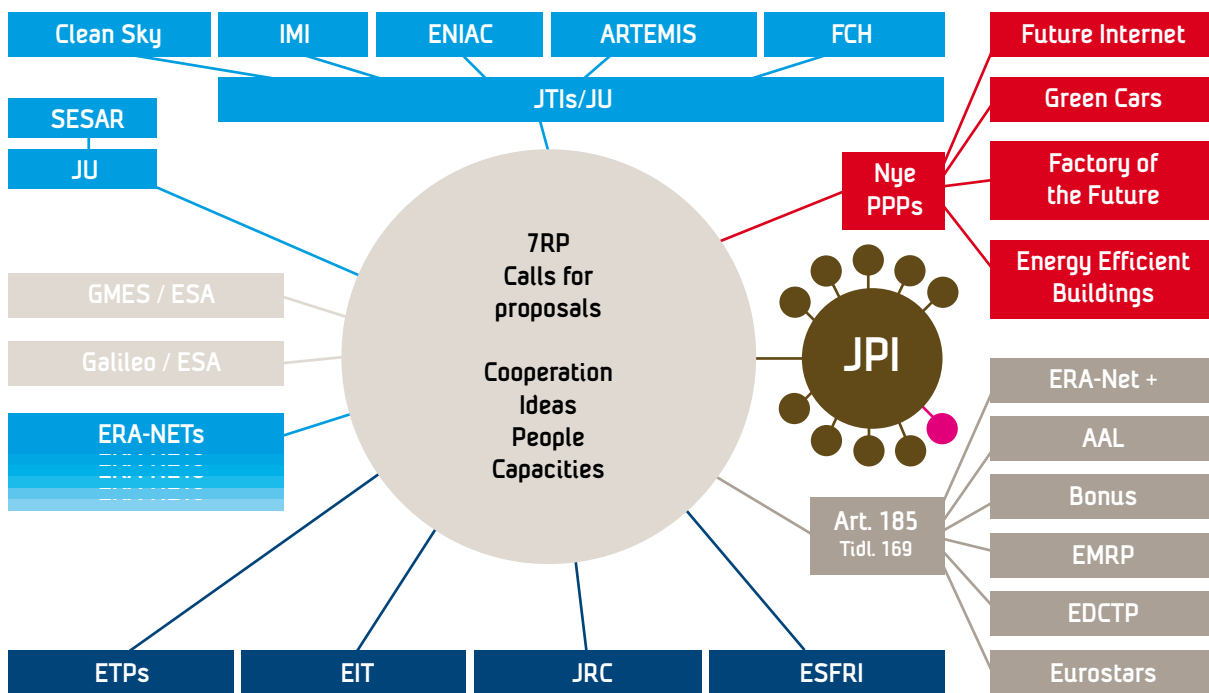 Clean Sky
IMI
ENIAC
ARTEMIS
FCH
JTIs/JU
SESAR
JU
GMES / ESA
Galileo / ESA
ERA-NETs
7RP
Calls for
proposals
Cooperation
Ideas
People
Capacities
Nye
PPPs
Future Internet
Green Cars
Factory of
the Future
Energy Efficient
Buildings
JPI
Art. 185
Tidl. 169
ERA-Net +
AAL
Bonus
EMRP
EDCTP
Eurostars
ETPs
EIT
JRC
ESFRI